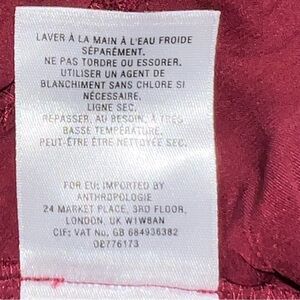 LAVER À LA MAIN À L'EAU FROIDE
SÉPARÉMENT.
NE PAS TORDRE OU ESSORER.
UTILISER UN AGENT DE
BLANCHIMENT SANS CHLORE SI
NÉCESSAIRE.
LIGNE SEC.
REPASSER, AU BESOIN, À TRÈS
BASSE TEMPÉRATURE.
PEUT-ÊTRE ÊTRE NETTOYÉE SEC.
FOR EU: IMPORTED BY
ANTHROPOLOGIE
24 MARKET PLACE, 3RD FLOOR,
LONDON, UK W1W8AN
CIF: VAT No: GB 684936382
08776173